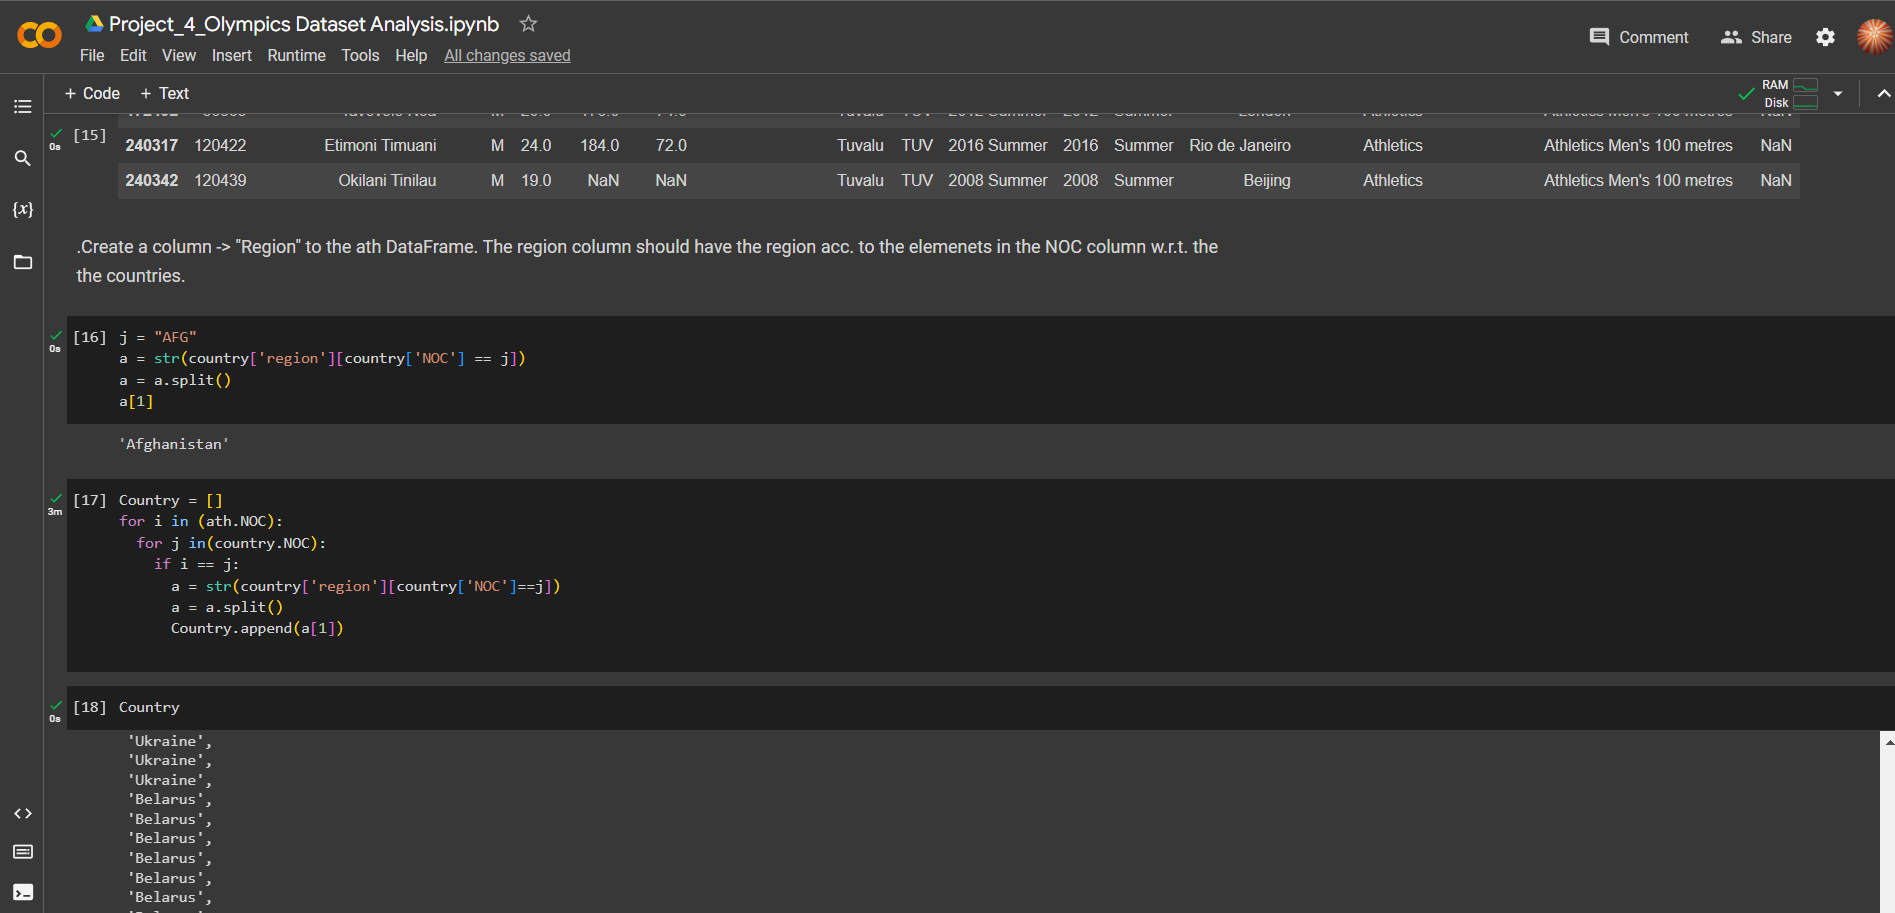 Project_4_Olympics Dataset Analysis.ipynb
File Edit View Insert Runtime Tools Help All changes saved
Comment Share
+ Code + Text
RAM
Disk
[15]
0s
240317 120422 Etimoni Timuani M 24.0 184.0 72.0 Tuvalu TUV 2016 Summer 2016 Summer Rio de Janeiro Athletics Athletics Men's 100 metres NaN
240342 120439 Okilani Tinilau M 19.0 NaN NaN Tuvalu TUV 2008 Summer 2008 Summer Beijing Athletics Athletics Men's 100 metres NaN
.Create a column -> "Region" to the ath DataFrame. The region column should have the region acc. to the elemenets in the NOC column w.r.t. the
the countries.
[16] j = "AFG"
0s
a = str(country['region'][country['NOC'] == j])
a = a.split()
a[1]
'Afghanistan'
[17] Country = []
3m
for i in (ath.NOC):
for j in(country.NOC):
if i == j:
a = str(country['region'][country['NOC']==j])
a = a.split()
Country.append(a[1])
[18] Country
0s
'Ukraine',
'Ukraine',
'Ukraine',
'Belarus',
'Belarus',
'Belarus',
'Belarus',
'Belarus',
'Belarus',